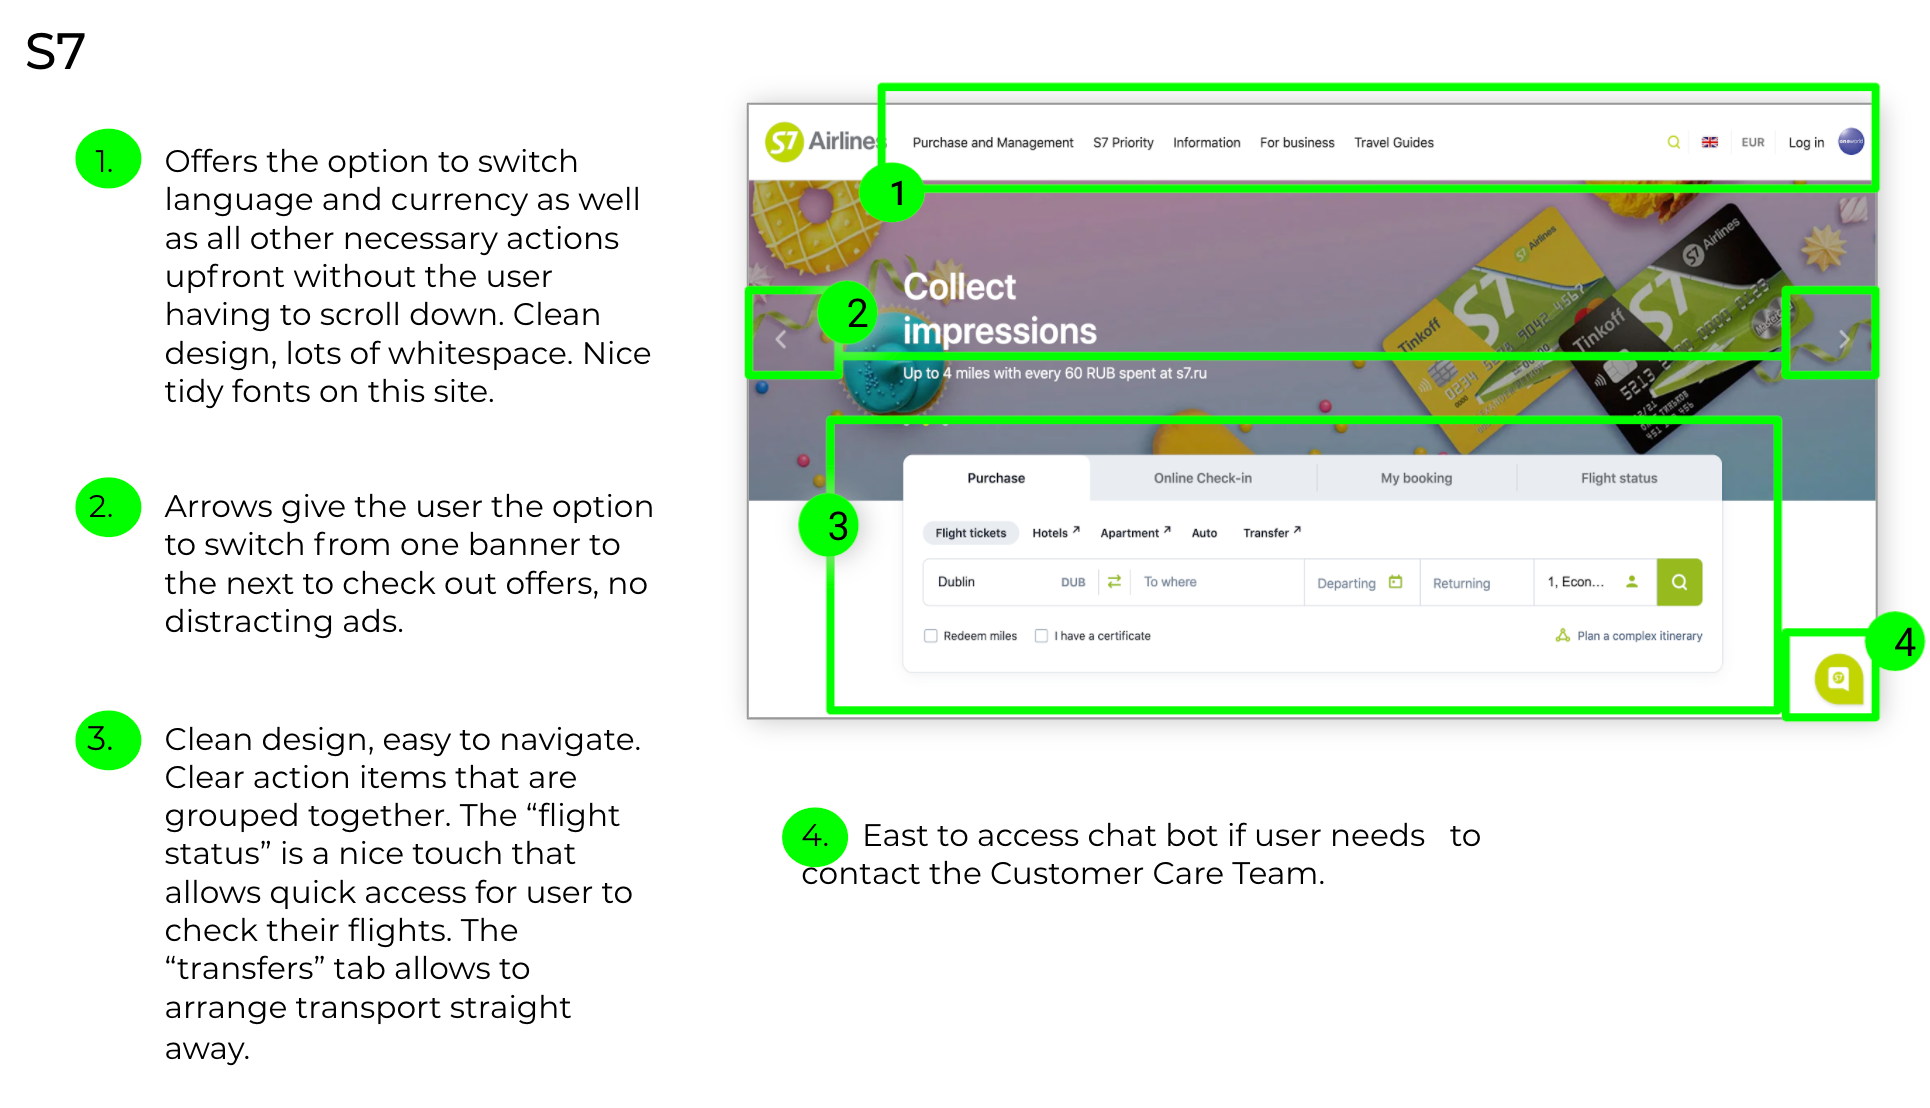 S7
1. Offers the option to switch
language and currency as well
as all other necessary actions
upfront without the user
having to scroll down. Clean
design, lots of whitespace. Nice
tidy fonts on this site.
2. Arrows give the user the option
to switch from one banner to
the next to check out offers, no
distracting ads.
3. Clean design, easy to navigate.
Clear action items that are
grouped together. The “flight
status” is a nice touch that
allows quick access for user to
check their flights. The
“transfers” tab allows to
arrange transport straight
away.
S7 Airlines Purchase and Management S7 Priority Information For business Travel Guides EUR Log in oneworld
1
Collect
impressions
Up to 4 miles with every 60 RUB spent at s7.ru
S7 Airlines
S7
Tinkoff
S7 Airlines
S7
Tinkoff
2
3
Purchase Online Check-in My booking Flight status
Flight tickets Hotels Apartment Auto Transfer
Dublin DUB To where Departing Returning 1, Econ...
Redeem miles I have a certificate Plan a complex itinerary
4
4. East to access chat bot if user needs to
contact the Customer Care Team.